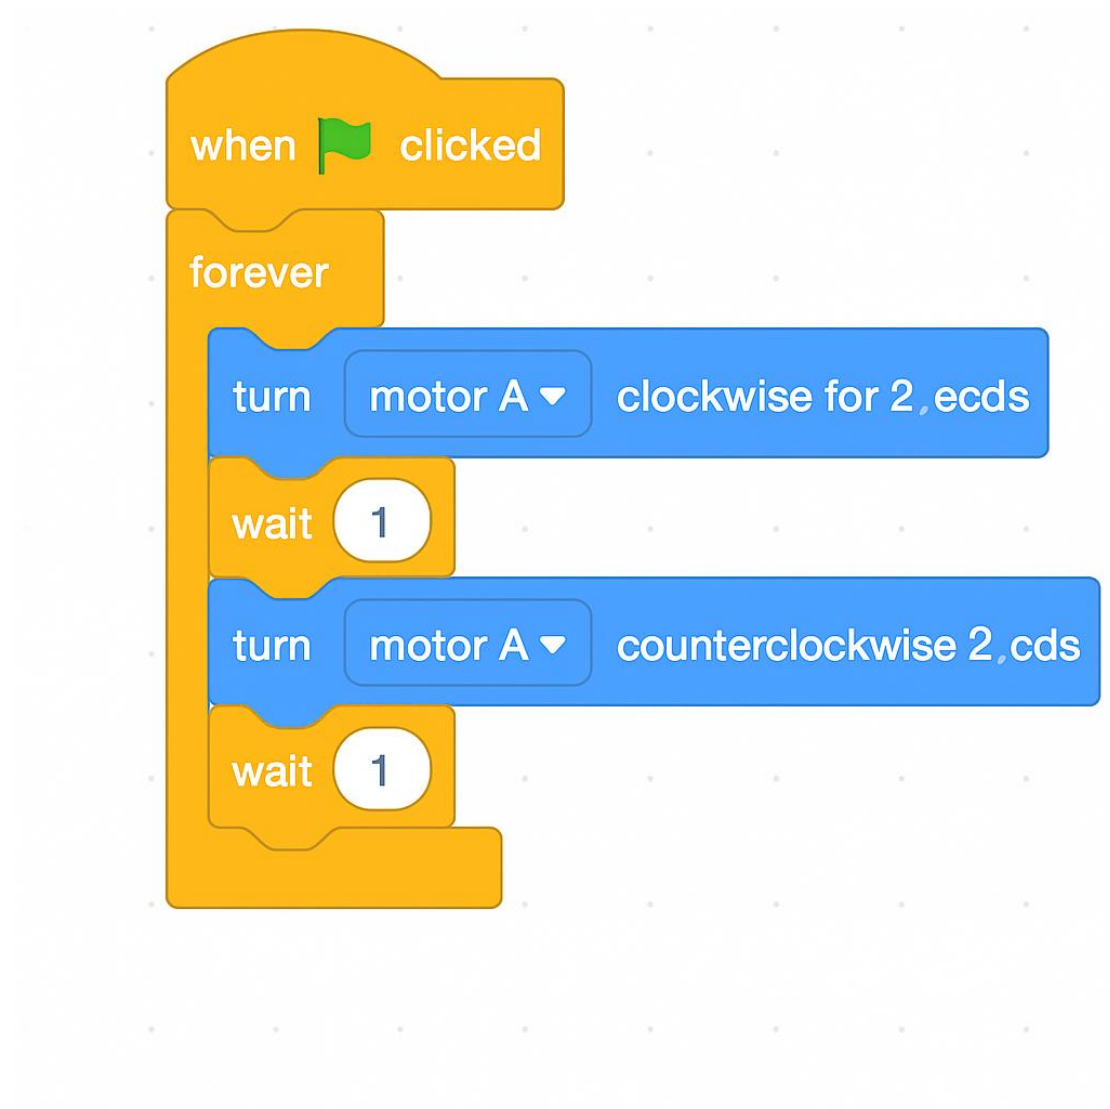 when clicked
forever
turn motor A clockwise for 2,ecds
wait 1
turn motor A counterclockwise 2,cds
wait 1